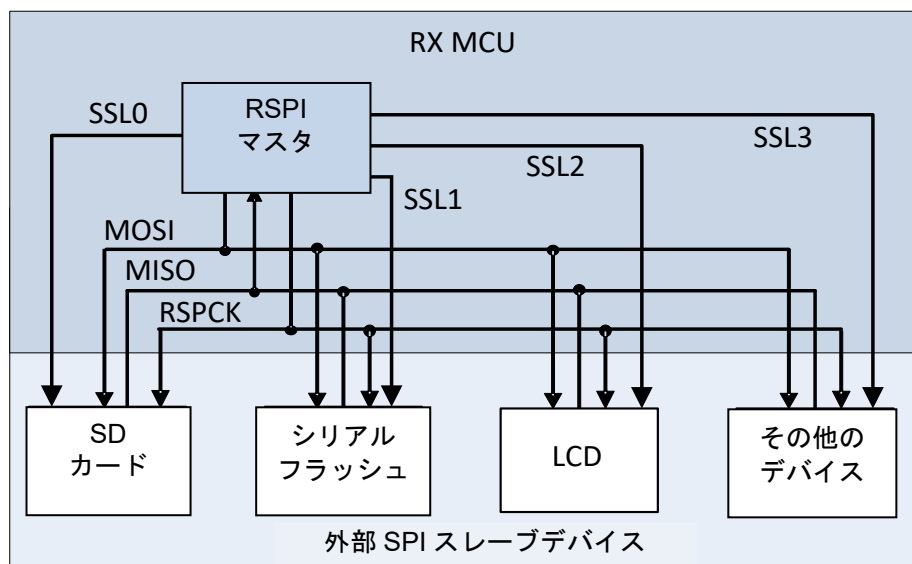 RX MCU
RSPI
マスタ
SSL0
SSL3
SSL2
SSL1
MOSI
MISO
RSPCK
SD
カード
シリアル
フラッシュ
LCD
その他の
デバイス
外部 SPI スレーブデバイス